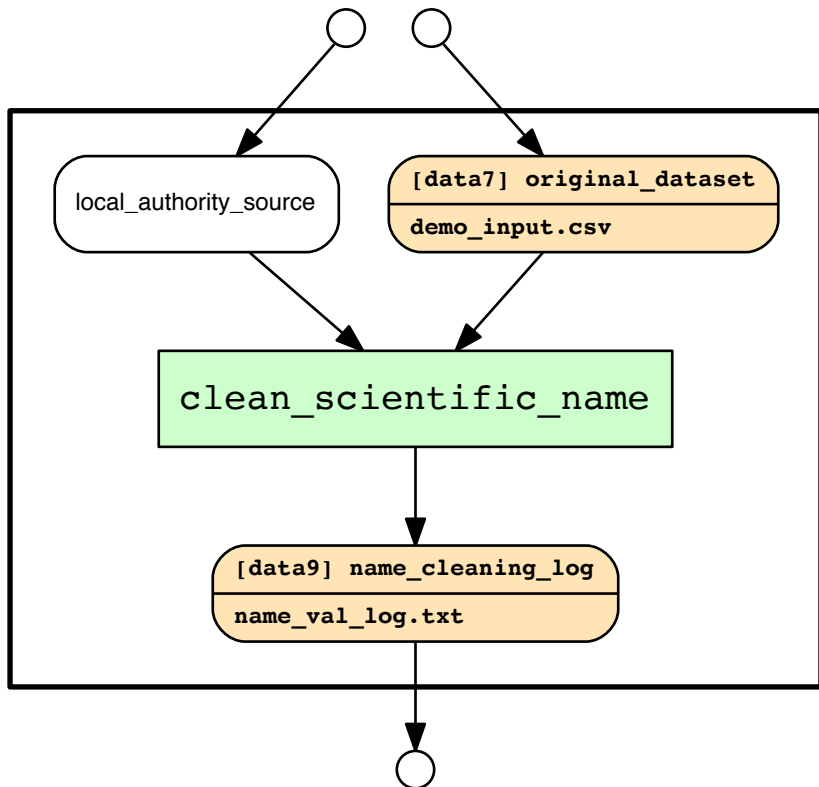 local_authority_source
[data7] original_dataset
demo_input.csv
clean_scientific_name
[data9] name_cleaning_log
name_val_log.txt